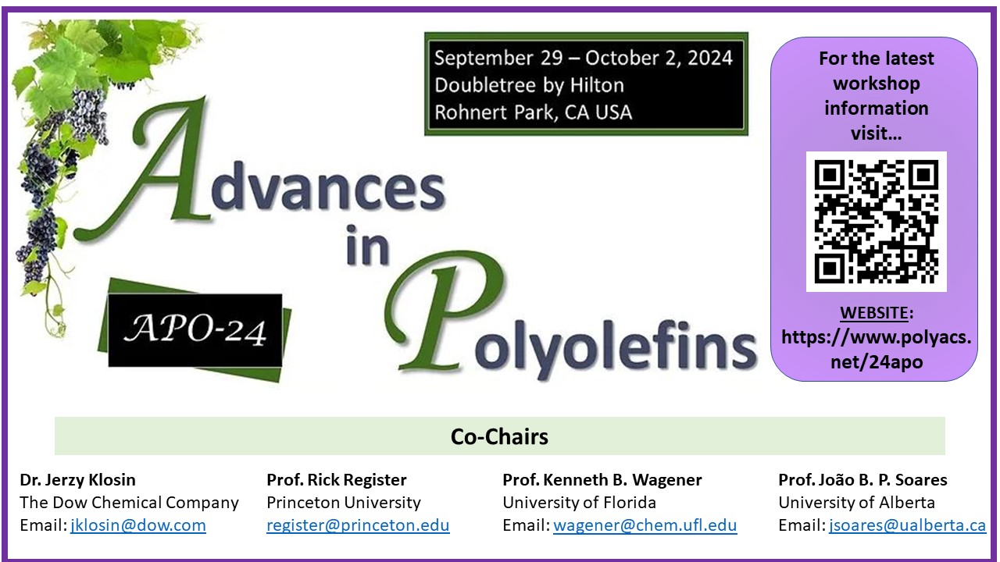 September 29 – October 2, 2024
Doubletree by Hilton
Rohnert Park, CA USA
Advances
in
Polyolefins
APO-24
For the latest
workshop
information
visit...
WEBSITE:
https://www.polyacs.
net/24apo
Co-Chairs
Dr. Jerzy Klosin
The Dow Chemical Company
Email: jklosin@dow.com
Prof. Rick Register
Princeton University
register@princeton.edu
Prof. Kenneth B. Wagener
University of Florida
Email: wagener@chem.ufl.edu
Prof. João B. P. Soares
University of Alberta
Email: jsoares@ualberta.ca